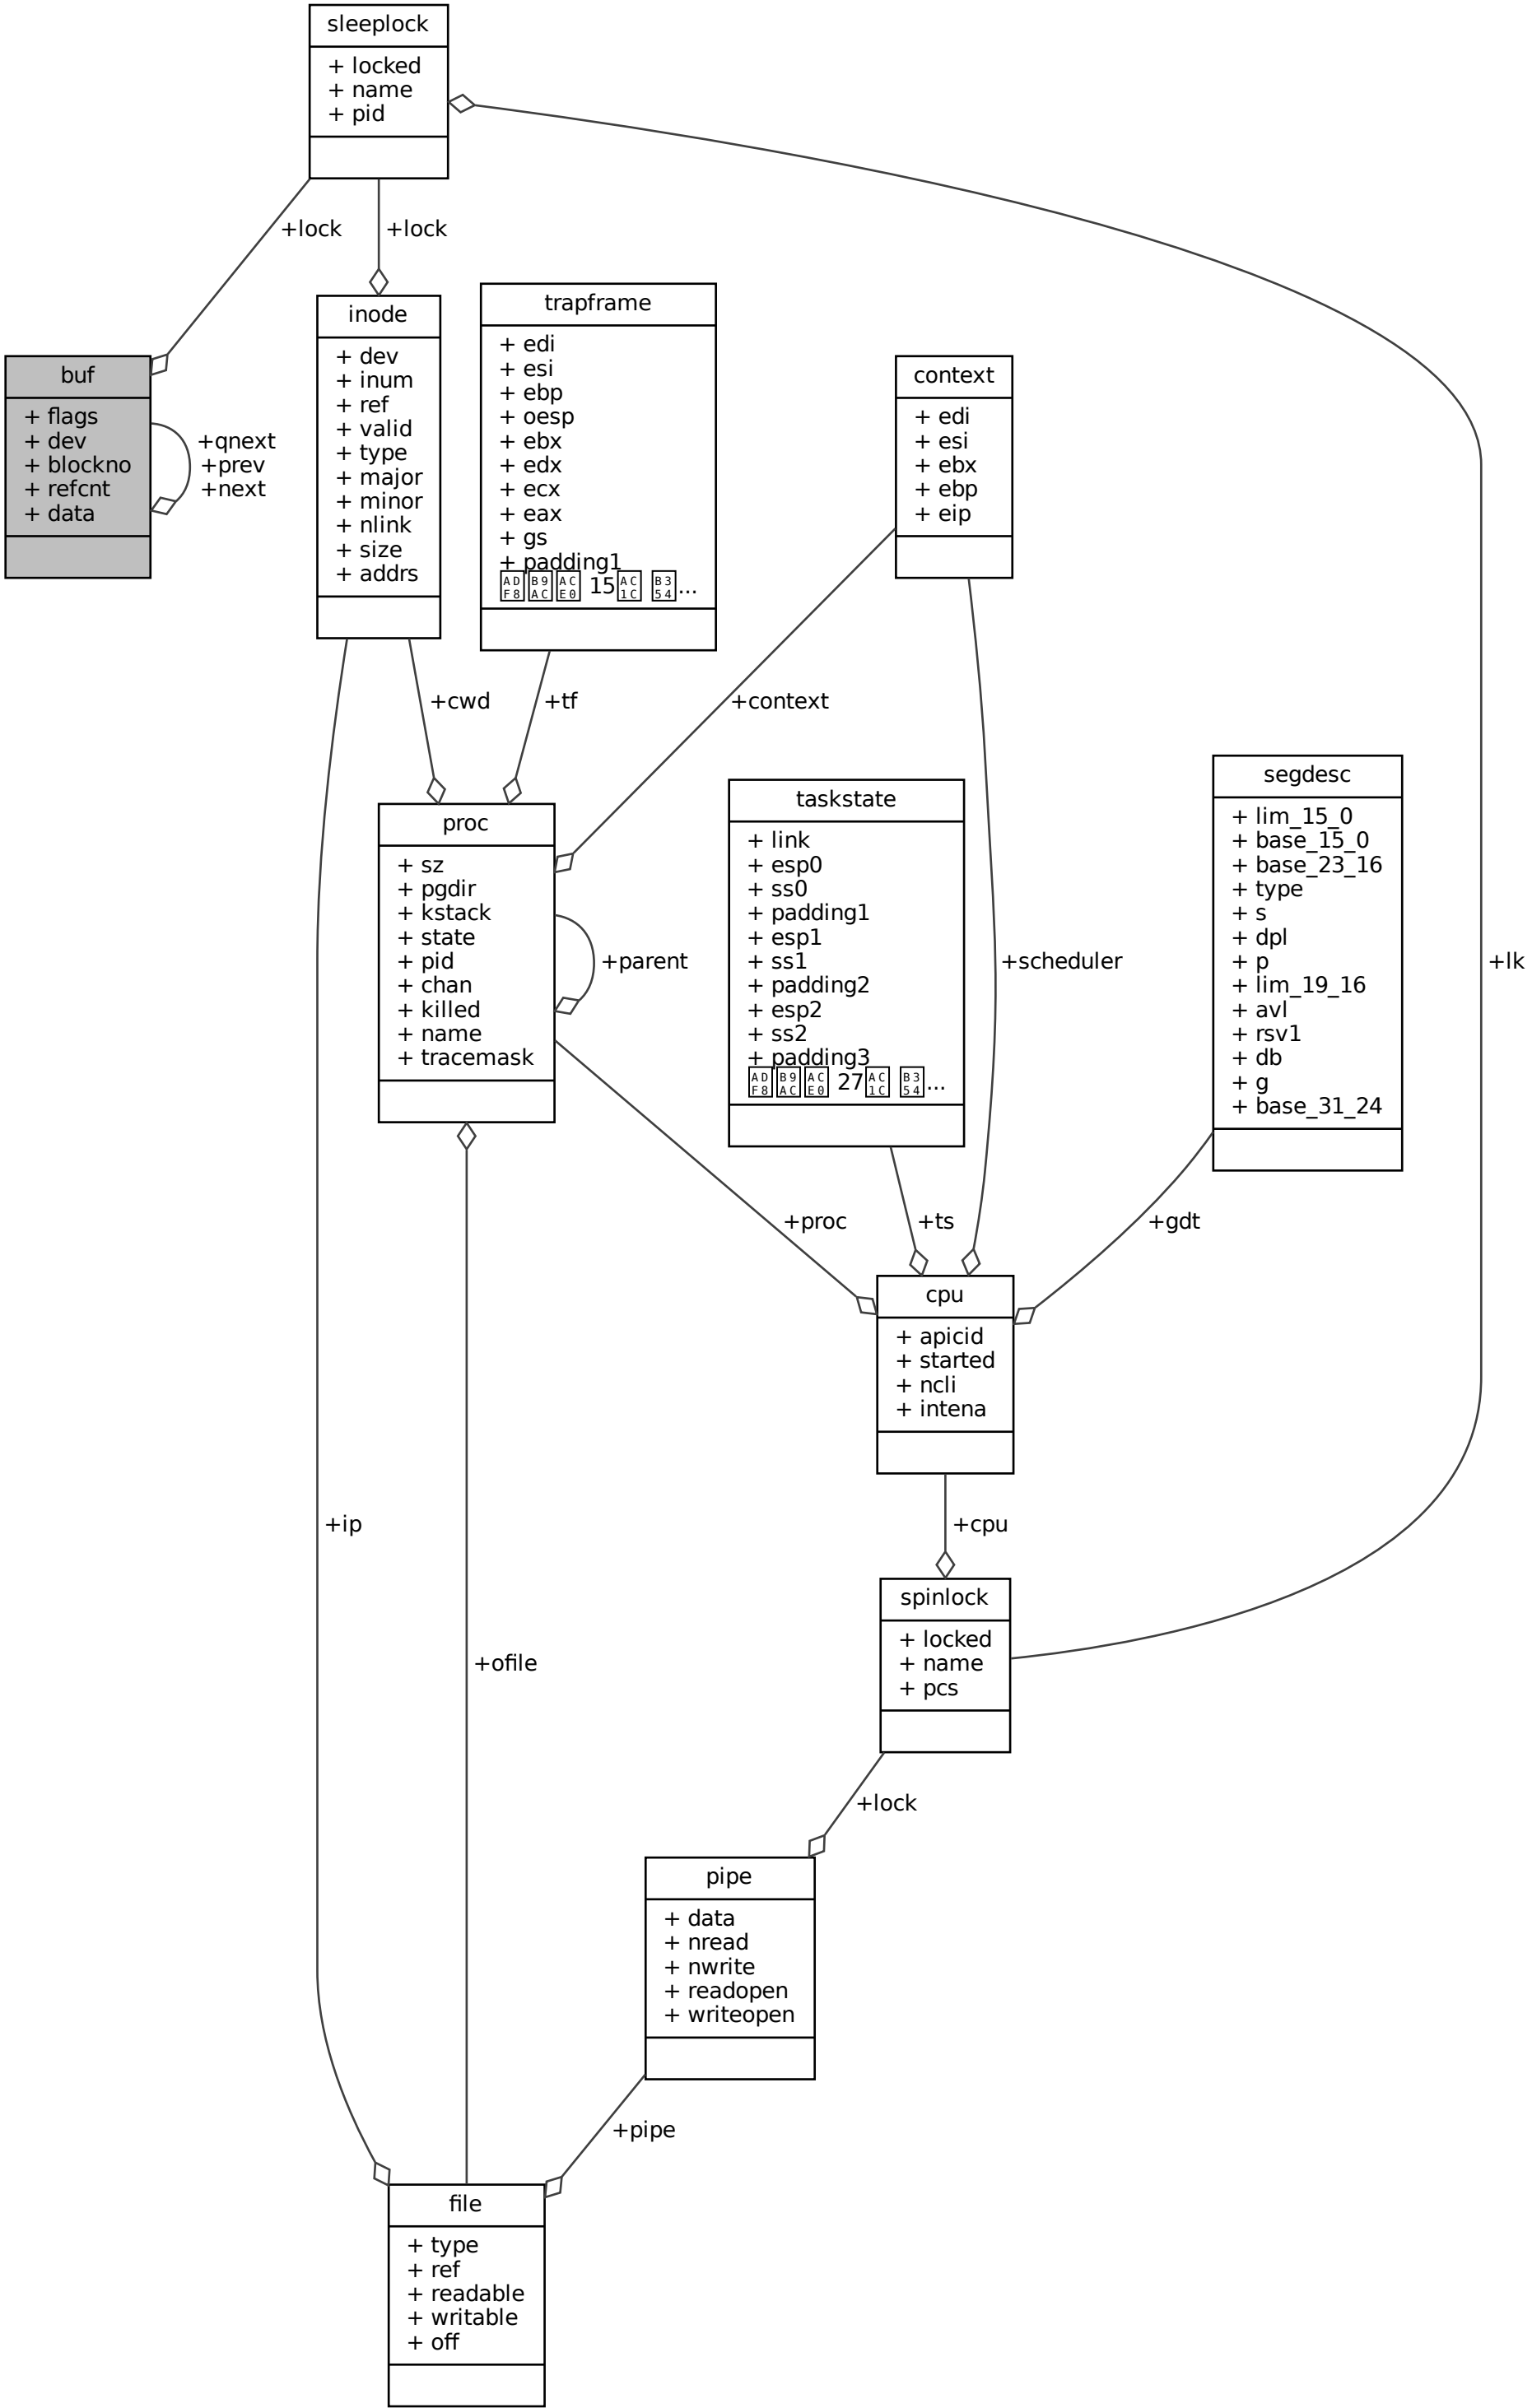 sleeplock
+ locked
+ name
+ pid
+lock
+lock
+lk
inode
+ dev
+ inum
+ ref
+ valid
+ type
+ major
+ minor
+ nlink
+ size
+ addrs
trapframe
+ edi
+ esi
+ ebp
+ oesp
+ ebx
+ edx
+ ecx
+ eax
+ gs
+ padding1
15 ...
buf
+ flags
+ dev
+ blockno
+ refcnt
+ data
+qnext
+prev
+next
context
+ edi
+ esi
+ ebx
+ ebp
+ eip
+cwd
+tf
+context
proc
+ sz
+ pgdir
+ kstack
+ state
+ pid
+ chan
+ killed
+ name
+ tracemask
+parent
taskstate
+ link
+ esp0
+ ss0
+ padding1
+ esp1
+ ss1
+ padding2
+ esp2
+ ss2
+ padding3
27 ...
+scheduler
segdesc
+ lim_15_0
+ base_15_0
+ base_23_16
+ type
+ s
+ dpl
+ p
+ lim_19_16
+ avl
+ rsv1
+ db
+ g
+ base_31_24
+proc
+ts
+gdt
cpu
+ apicid
+ started
+ ncli
+ intena
+ip
+cpu
spinlock
+ locked
+ name
+ pcs
+ofile
+lock
pipe
+ data
+ nread
+ nwrite
+ readopen
+ writeopen
+pipe
file
+ type
+ ref
+ readable
+ writable
+ off